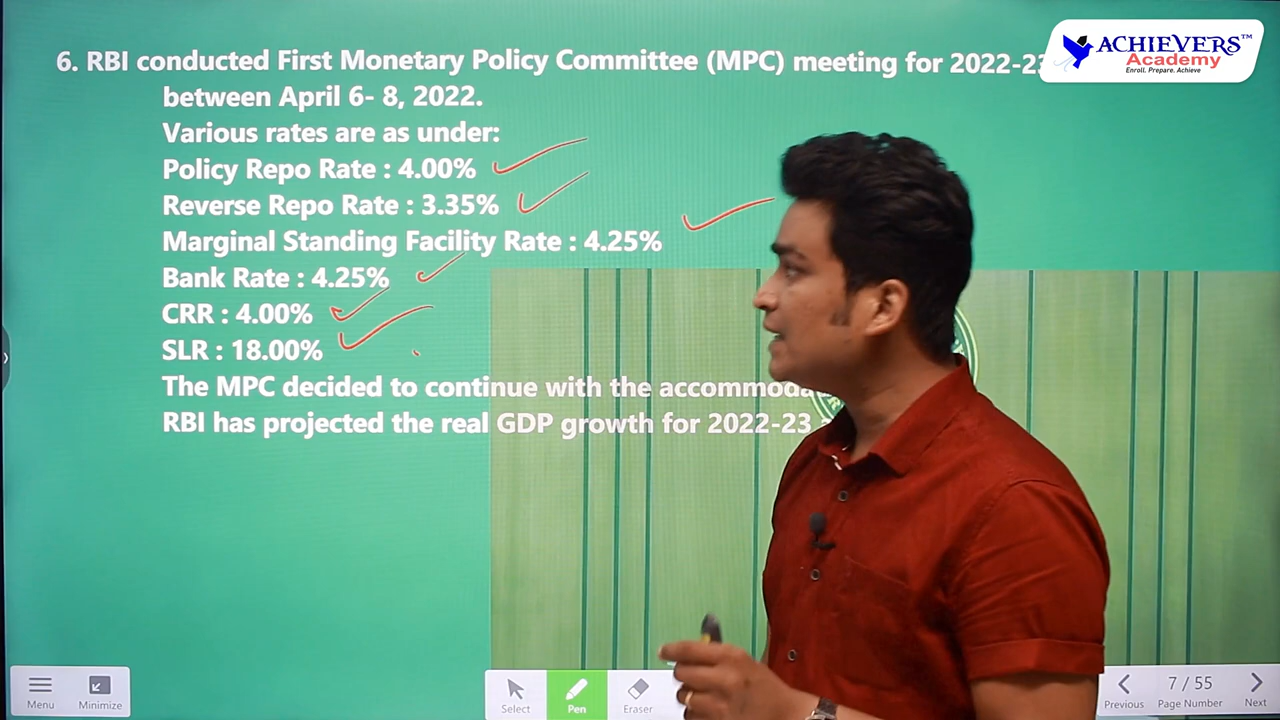 6. RBI conducted First Monetary Policy Committee (MPC) meeting for 2022-23
between April 6- 8, 2022.
Various rates are as under:
Policy Repo Rate : 4.00%
Reverse Repo Rate : 3.35%
Marginal Standing Facility Rate : 4.25%
Bank Rate : 4.25%
CRR : 4.00%
SLR : 18.00%
The MPC decided to continue with the
RBI has projected the real GDP growth for 2022-23
ACHIEVERS™
Academy
Enroll. Prepare. Achieve
Menu
Minimize
Select
Pen
Eraser
Previous
7 / 55
Page Number
Next